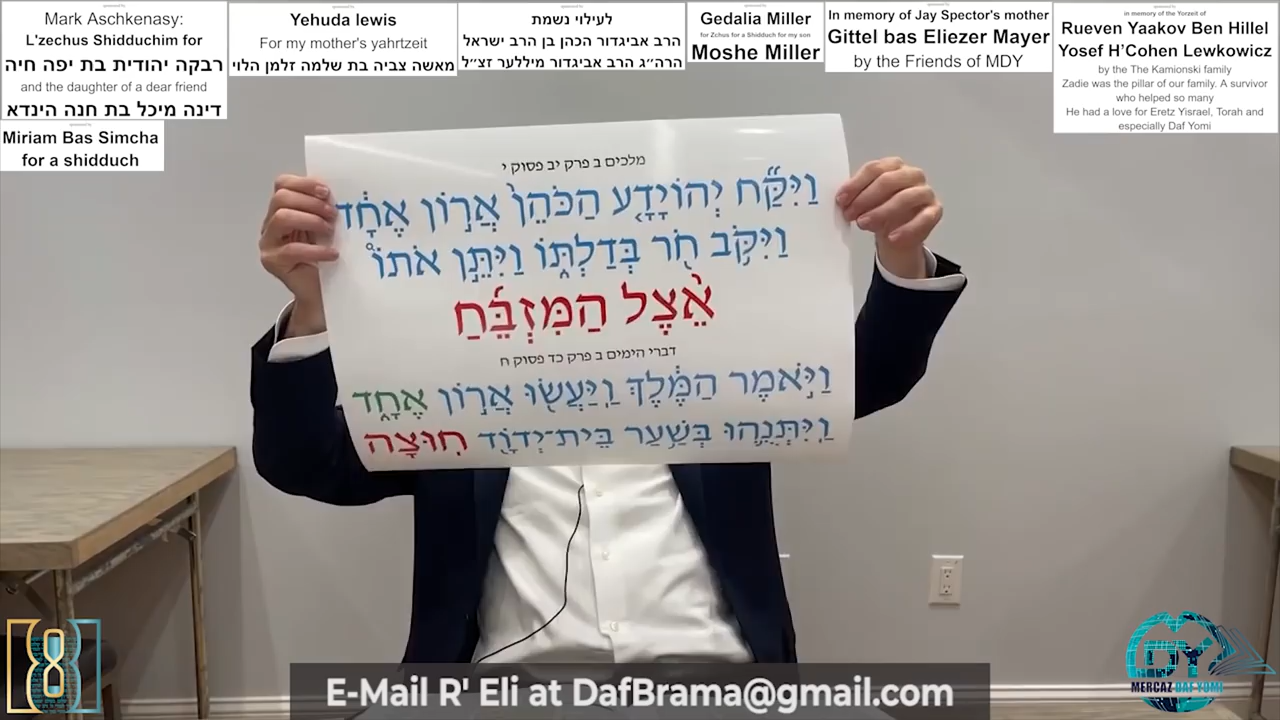 Mark Aschkenasy:
L'zechus Shidduchim for
רבקה יהודית בת יפה חיה
and the daughter of a dear friend
דינה מיכל בת חנה הינדא
Miriam Bas Simcha
for a shidduch
Yehuda lewis
For my mother's yahrtzeit
מאשה צביה בת שלמה זלמן הלוי
לעילוי נשמת
הרב אביגדור הכהן בן הרב ישראל
הרה״ג הרב אביגדור מיללער זצ״ל
Gedalia Miller
for Zchus for a Shidduch for my son
Moshe Miller
In memory of Jay Spector's mother
Gittel bas Eliezer Mayer
by the Friends of MDY
in memory of the Yorzeit of
Rueven Yaakov Ben Hillel
Yosef H'Cohen Lewkowicz
by the The Kamionski family
Zadie was the pillar of our family. A survivor
who helped so many
He had a love for Eretz Yisrael, Torah and
especially Daf Yomi
מלכים ב פרק יב פסוק י
וַיִּקַּ֞ח יְהוֹיָדָ֤ע הַכֹּהֵן֙ אֲר֣וֹן אֶחָ֔ד
וַיִּקֹּ֥ב חֹ֖ר בְּדַלְתּ֑וֹ וַיִּתֵּ֣ן אֹתוֹ֩
אֵ֨צֶל הַמִּזְבֵּ֜חַ
דברי הימים ב פרק כד פסוק ח
וַיֹּ֣אמֶר הַמֶּ֔לֶךְ וַֽיַּעֲשׂ֖וּ אֲר֣וֹן אֶחָ֑ד
וַֽיִּתְּנֻ֛הוּ בְּשַׁ֥עַר בֵּית־יְדֹוָ֖ד חֽוּצָה
E-Mail R' Eli at DafBrama@gmail.com
MERCAZ DAF YOMI